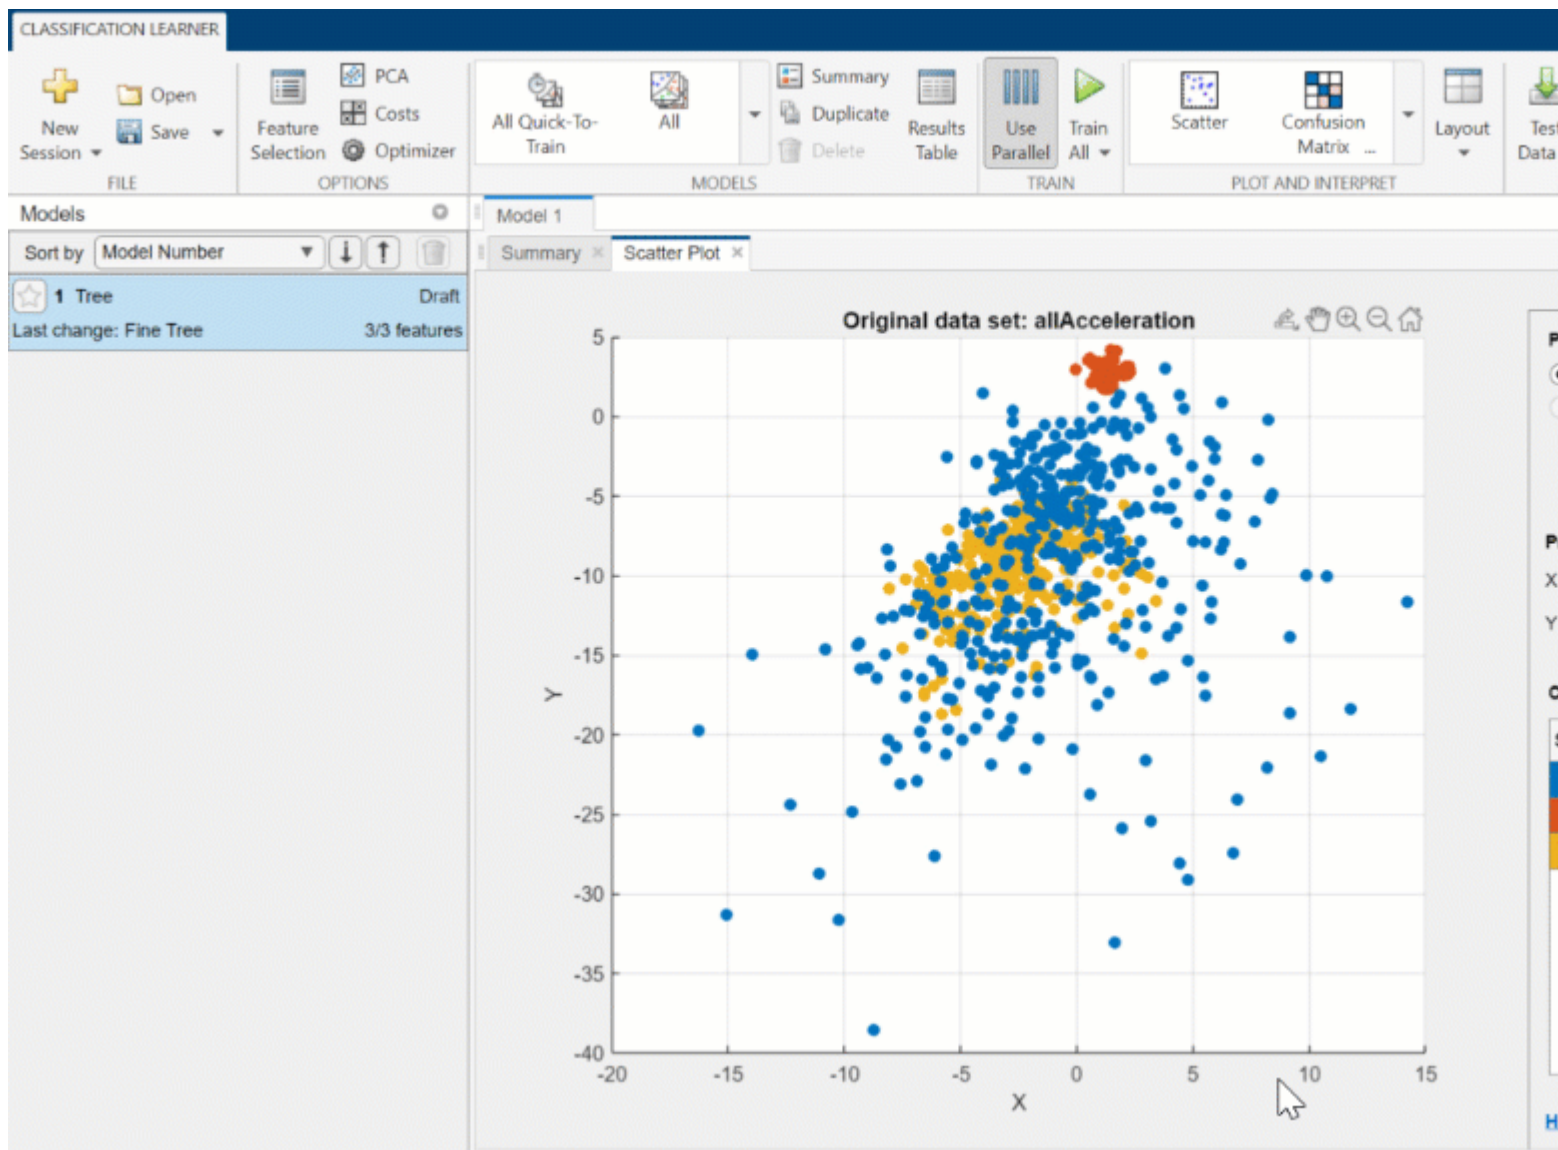 CLASSIFICATION LEARNER
New Session
Open
Save
FILE
Feature Selection
PCA
Costs
Optimizer
OPTIONS
All Quick-To-Train
All
Summary
Duplicate
Delete
Results Table
MODELS
Use Parallel
Train All
TRAIN
Scatter
Confusion Matrix ...
Layout
PLOT AND INTERPRET
Test
Data
Models
Sort by Model Number
1 Tree Draft
Last change: Fine Tree 3/3 features
Model 1
Summary
Scatter Plot
Original data set: allAcceleration
5
0
-5
-10
-15
-20
-25
-30
-35
-40
Y
-20 -15 -10 -5 0 5 10 15
X
P
X
Y
H